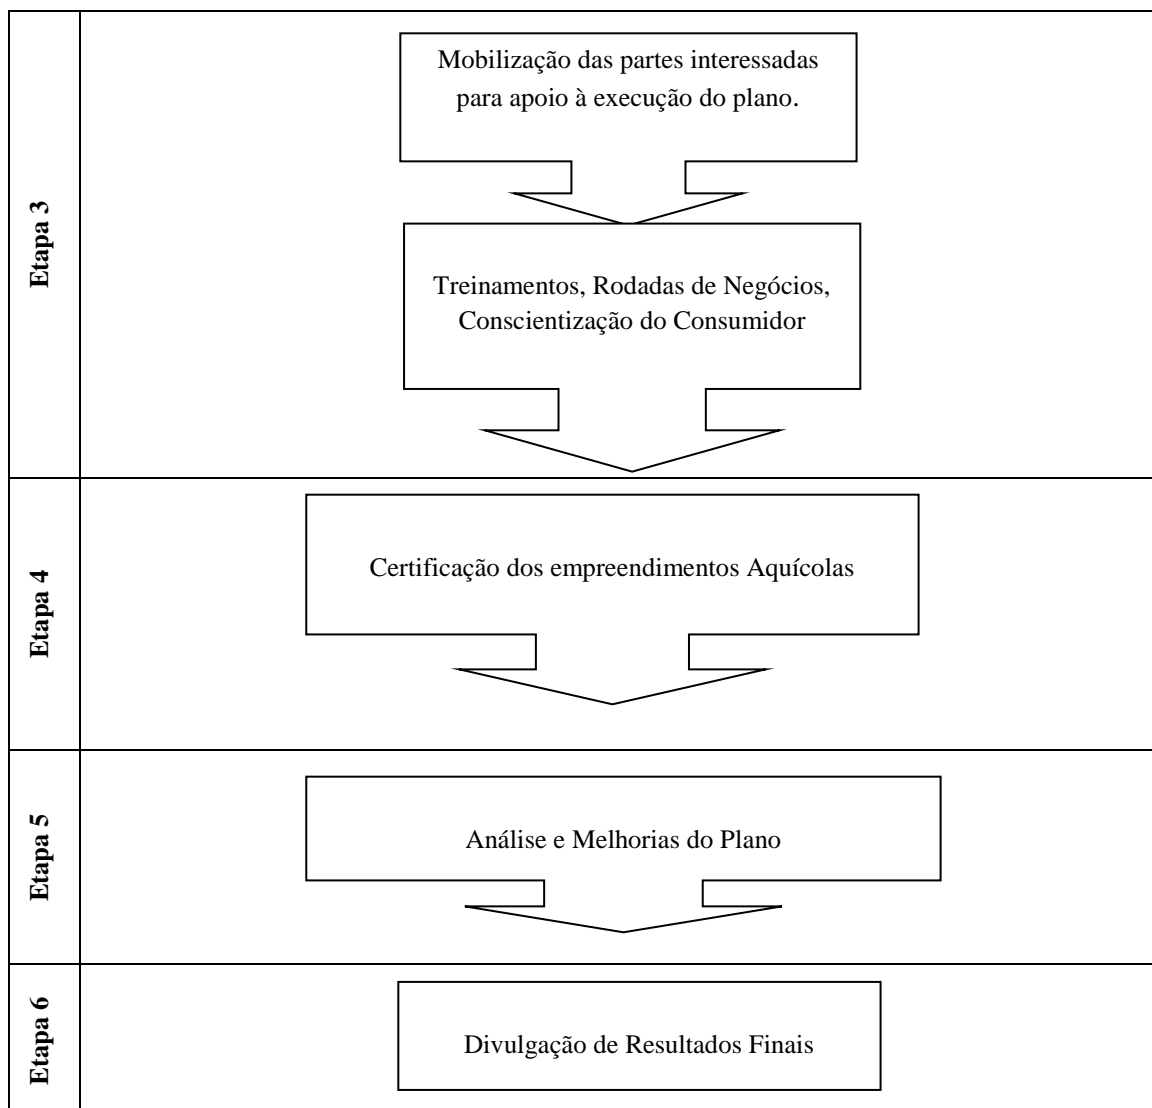 Etapa 3
Mobilização das partes interessadas
para apoio à execução do plano.
Treinamentos, Rodadas de Negócios,
Conscientização do Consumidor
Etapa 4
Certificação dos empreendimentos Aquícolas
Etapa 5
Análise e Melhorias do Plano
Etapa 6
Divulgação de Resultados Finais